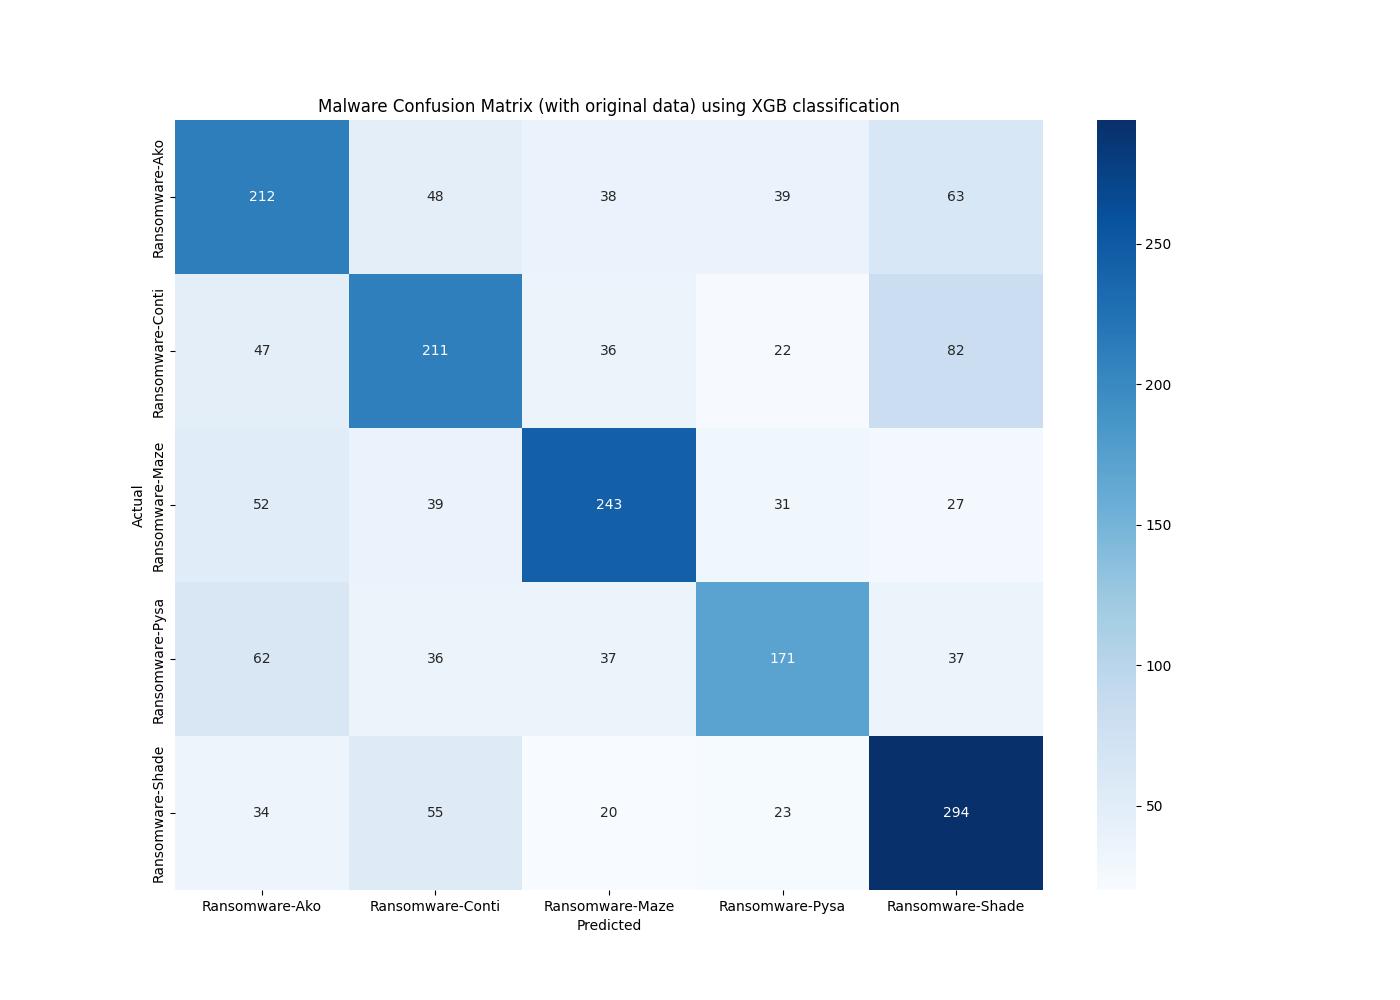 Malware Confusion Matrix (with original data) using XGB classification
Actual
Ransomware-Ako
212 48 38 39 63
Ransomware-Conti
47 211 36 22 82
Ransomware-Maze
52 39 243 31 27
Ransomware-Pysa
62 36 37 171 37
Ransomware-Shade
34 55 20 23 294
Ransomware-Ako Ransomware-Conti Ransomware-Maze Ransomware-Pysa Ransomware-Shade
Predicted
250
200
150
100
50